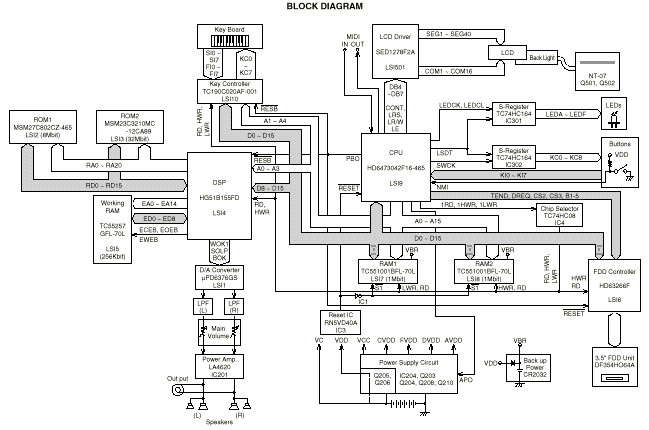 BLOCK DIAGRAM
Key Board
SI0 ~ SI7
FI0 ~ FI7
KC0 ~ KC7
Key Controller
TC190C020AF-001
LSI10
MIDI
IN OUT
LCD Driver
SED1278F2A
LSI501
SEG1 ~ SEG40
COM1 ~ COM16
LCD
Back Light
NT-07
Q501, Q502
DB4 ~DB7
CONT, LRS, LR/W LE
ROM1
MSM27C802CZ-465
LSI2 (8Mbit)
ROM2
MSM23C3210MC
-12CA89
LSI3 (32Mbit)
RD, HWR, LWR
RESB
A1 ~ A4
D0 ~ D15
RA0 ~ RA20
RD0 ~ RD15
DSP
HG51B155FD
LSI4
RESB
A0 ~ A3
D8 ~ D15
RD, HWR
PBO
CPU
HD6473042F16-465
LSI9
RESET
LEDCK, LEDCL
LSDT
SWCK
S-Register
TC74HC164
IC301
LEDA ~ LEDF
LEDs
S-Register
TC74HC164
IC302
KC0 ~ KC8
Buttons
VDD
KI0 ~ KI7
NMI
TEND, DREQ, CS2, CS3, B1-5
1RD, 1HWR, 1LWR
Chip Selector
TC74HC08
IC4
A0 ~ A15
D0 ~ D15
Working RAM
TC55257
GFL-70L
LSI5
(256Kbit)
EA0 ~ EA14
ED0 ~ ED8
ECEB, EOEB
EWEB
WOK1
SOLP
BOK
D/A Converter
μPD6376GS
LSI1
LPF (L)
LPF (R)
Main Volume
Power Amp.
LA4620
IC201
Out put
(L)
(R)
Speakers
VBR
RAM1
TC551001BFL-70L
LSI7 (1Mbit)
VBR
RAM2
TC551001BFL-70L
LSI8 (1Mbit)
S1
LWR, RD
S1
HWR, RD
IC1
RD, HWR, LWR
HWR
RD
RESET
FDD Controller
HD63266F
LSI6
3.5" FDD Unit
DF354HO64A
Reset IC
RN5VD40A
IC3
VC VDD VCC CVDD FVDD DVDD AVDD
Power Supply Circuit
Q205, Q206
IC204, Q203
Q204, Q208, Q210
APO
VBR
VDD
Back up Power
CR2032